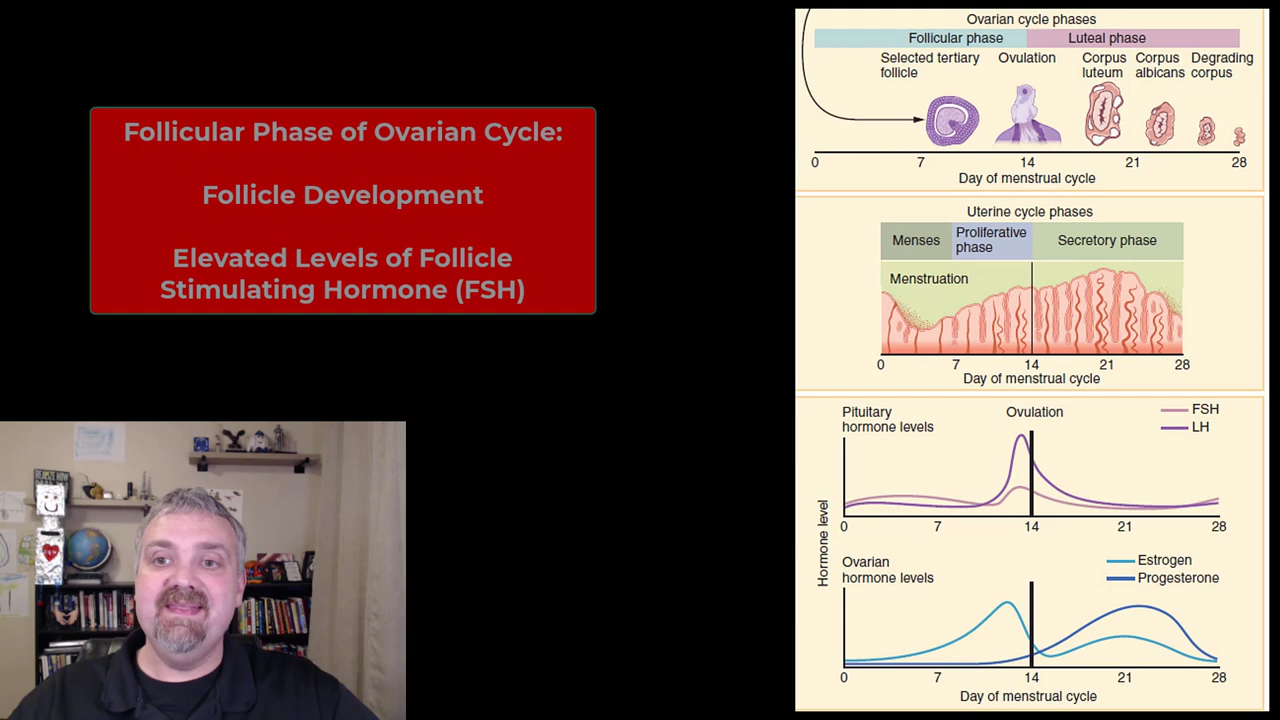 Follicular Phase of Ovarian Cycle:
Follicle Development
Elevated Levels of Follicle
Stimulating Hormone (FSH)
Ovarian cycle phases
Follicular phase
Luteal phase
Selected tertiary
follicle
Ovulation
Corpus
luteum
Corpus
albicans
Degrading
corpus
0 7 14 21 28
Day of menstrual cycle
Uterine cycle phases
Menses
Proliferative
phase
Secretory phase
Menstruation
0 7 14 21 28
Day of menstrual cycle
Pituitary
hormone levels
Ovulation
FSH
LH
0 7 14 21 28
Hormone level
Ovarian
hormone levels
Estrogen
Progesterone
0 7 14 21 28
Day of menstrual cycle